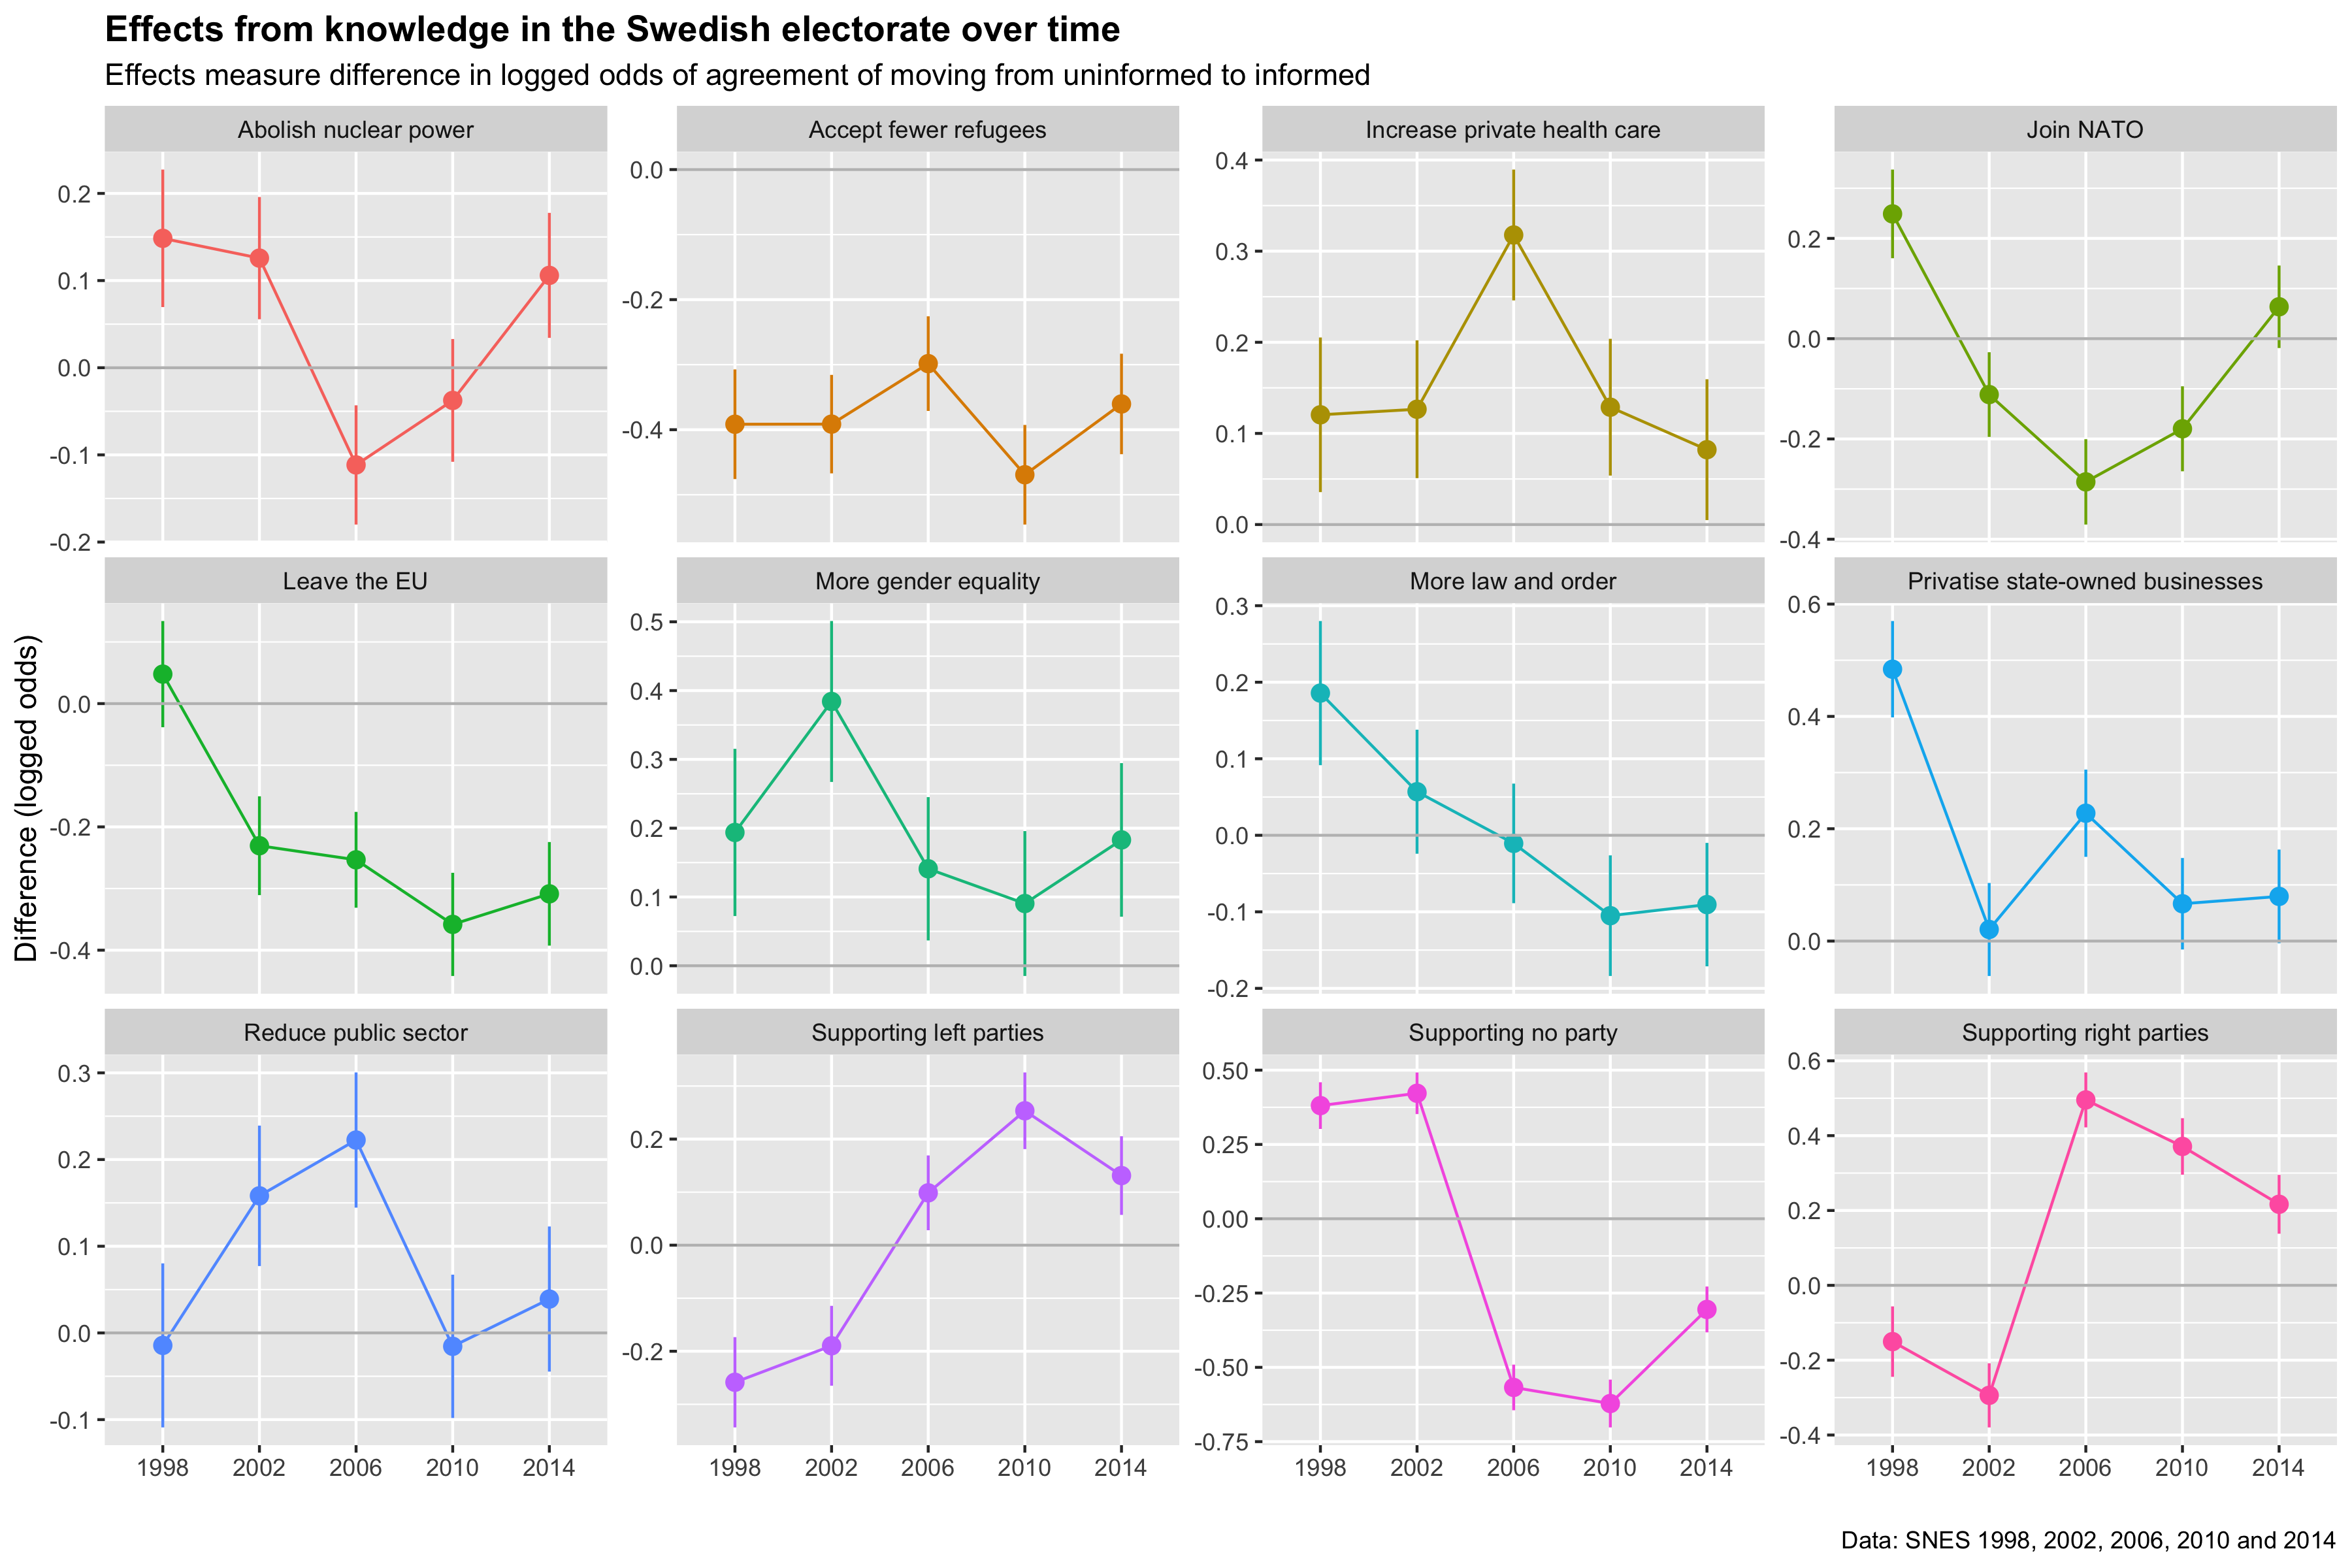 Effects from knowledge in the Swedish electorate over time
Effects measure difference in logged odds of agreement of moving from uninformed to informed
Difference (logged odds)
Abolish nuclear power
0.2
0.1
0.0
-0.1
-0.2
Accept fewer refugees
0.0
-0.2
-0.4
Increase private health care
0.4
0.3
0.2
0.1
0.0
Join NATO
0.2
0.0
-0.2
-0.4
Leave the EU
0.0
-0.2
-0.4
More gender equality
0.5
0.4
0.3
0.2
0.1
0.0
More law and order
0.3
0.2
0.1
0.0
-0.1
-0.2
Privatise state-owned businesses
0.6
0.4
0.2
0.0
Reduce public sector
0.3
0.2
0.1
0.0
-0.1
1998 2002 2006 2010 2014
Supporting left parties
0.2
0.0
-0.2
1998 2002 2006 2010 2014
Supporting no party
0.50
0.25
0.00
-0.25
-0.50
-0.75
1998 2002 2006 2010 2014
Supporting right parties
0.6
0.4
0.2
0.0
-0.2
-0.4
1998 2002 2006 2010 2014
Data: SNES 1998, 2002, 2006, 2010 and 2014